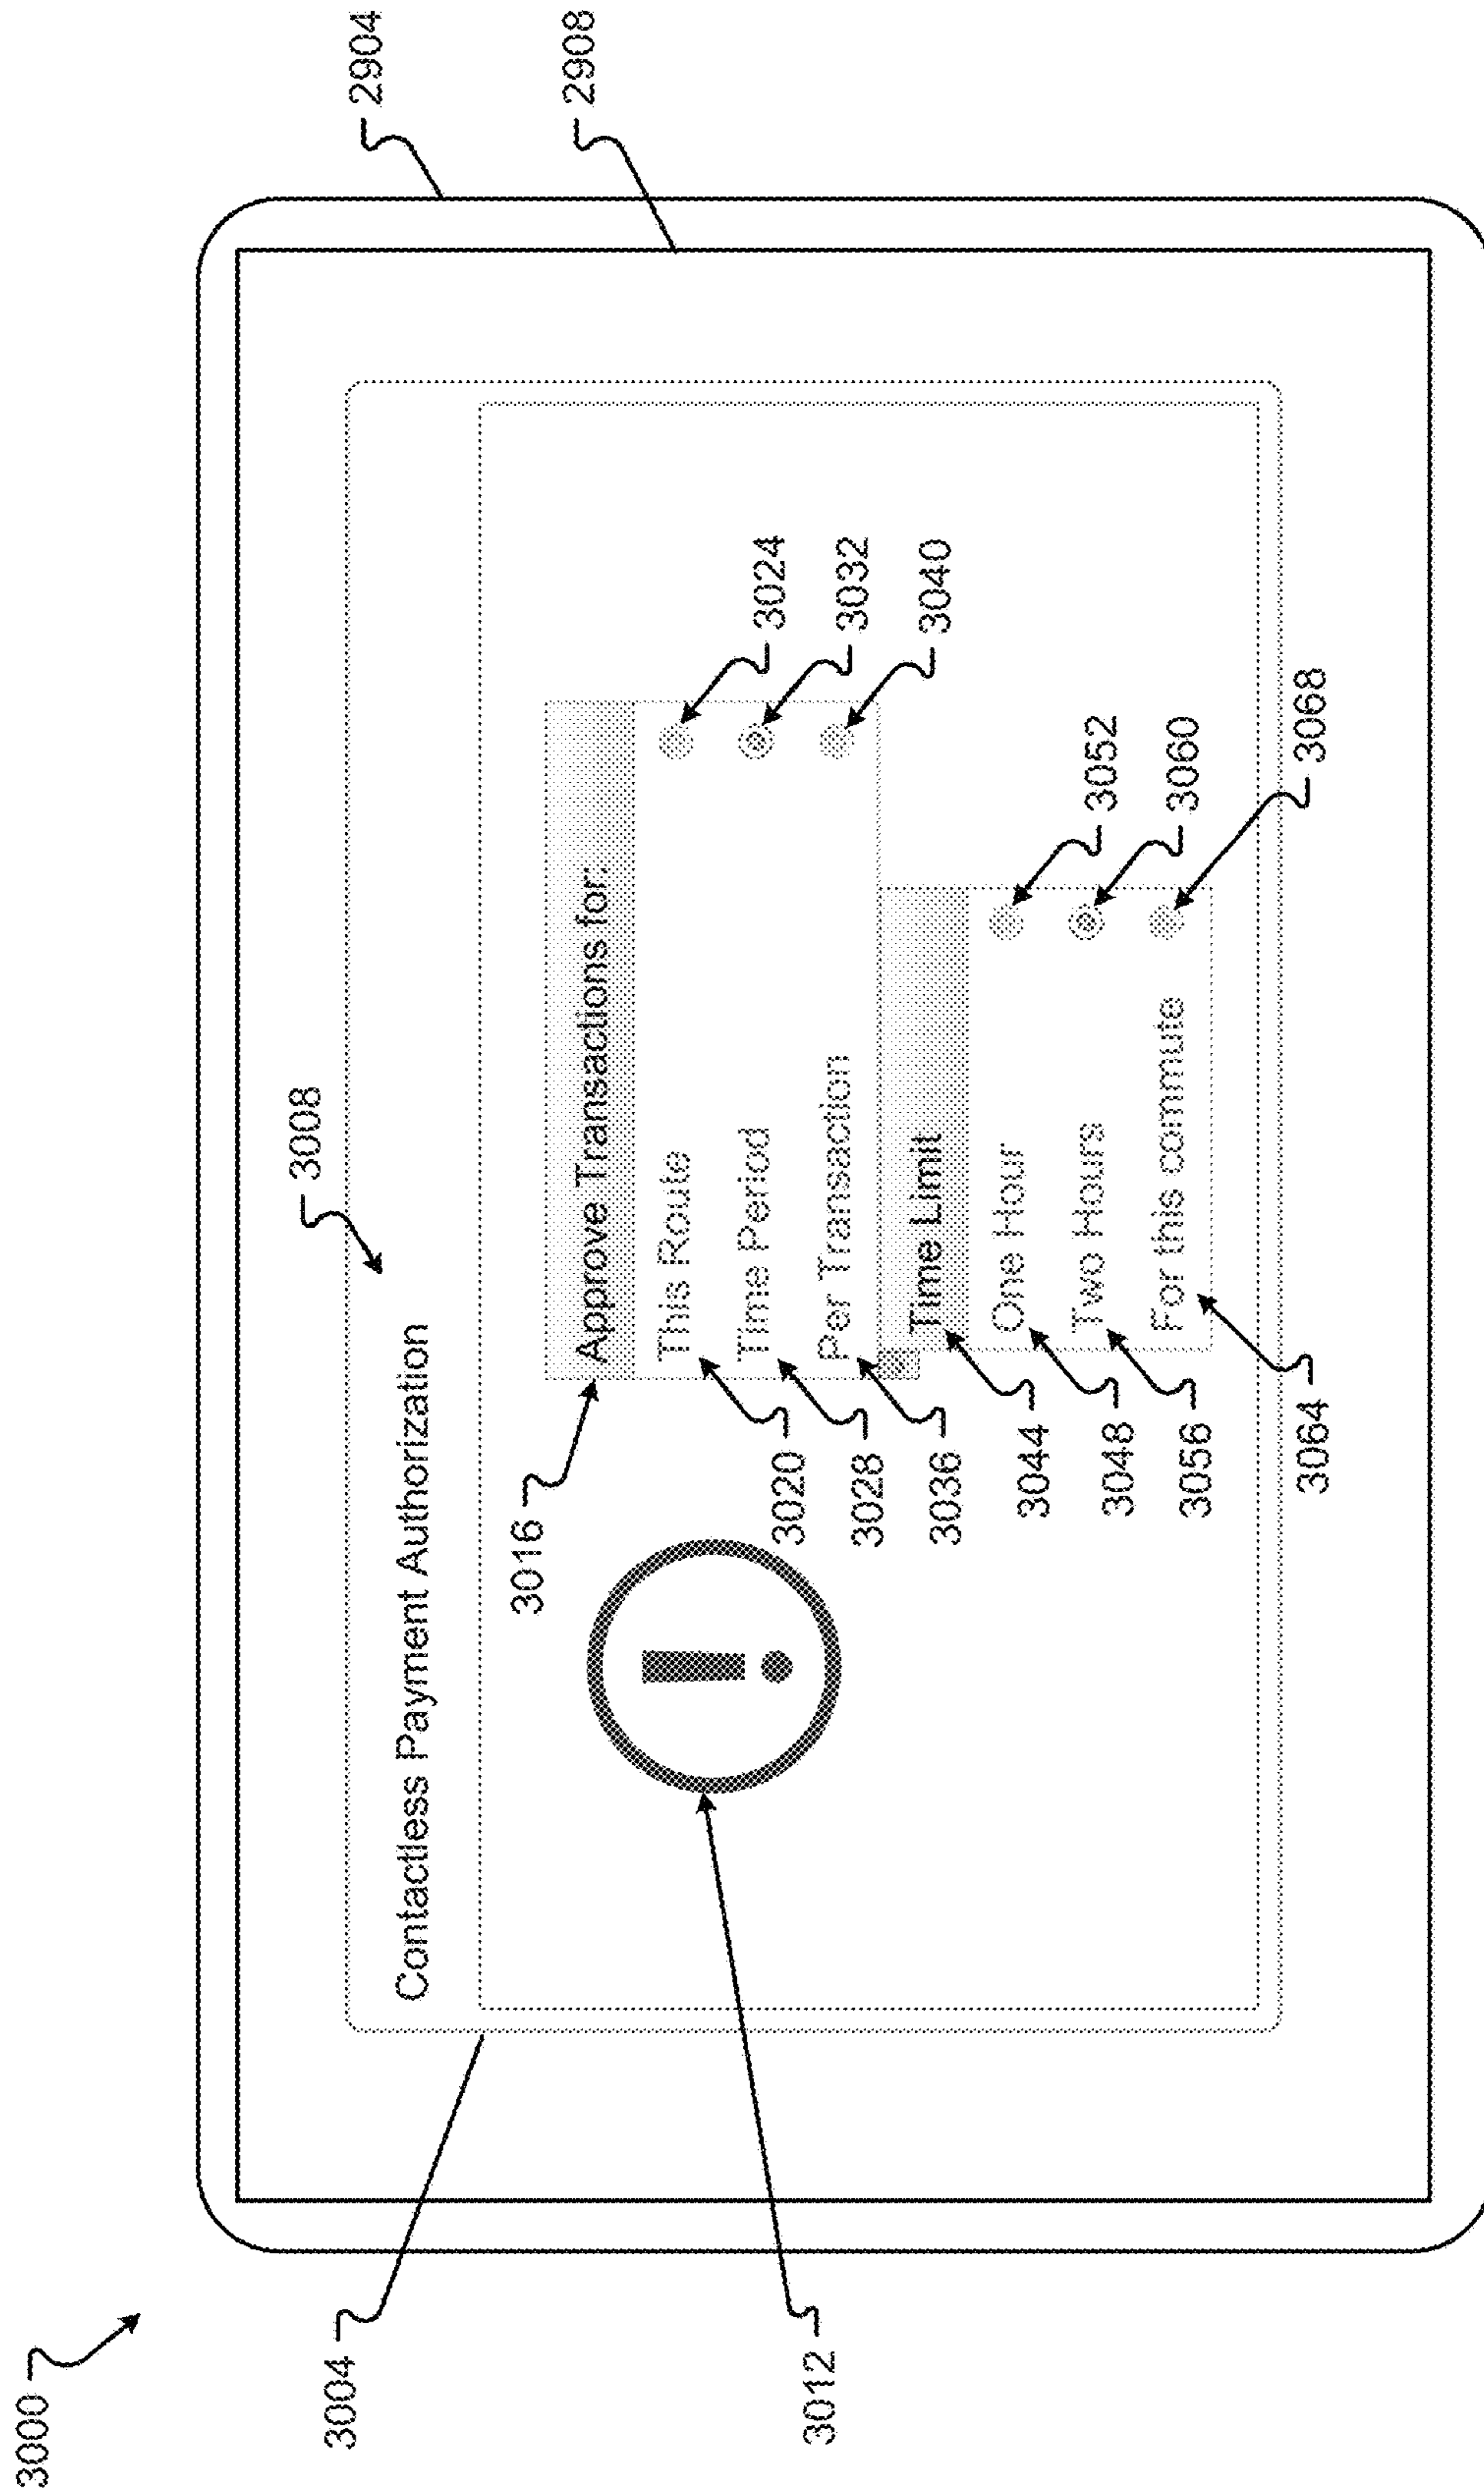 3000
2904
2908
3004
3008
Contactless Payment Authorization
3012
!
3016
Approve Transactions for:
3020
This Route
3024
3028
Time Period
3032
3036
Per Transaction
3040
3044
Time Limit
3048
One Hour
3052
3056
Two Hours
3060
3064
For this commute
3068